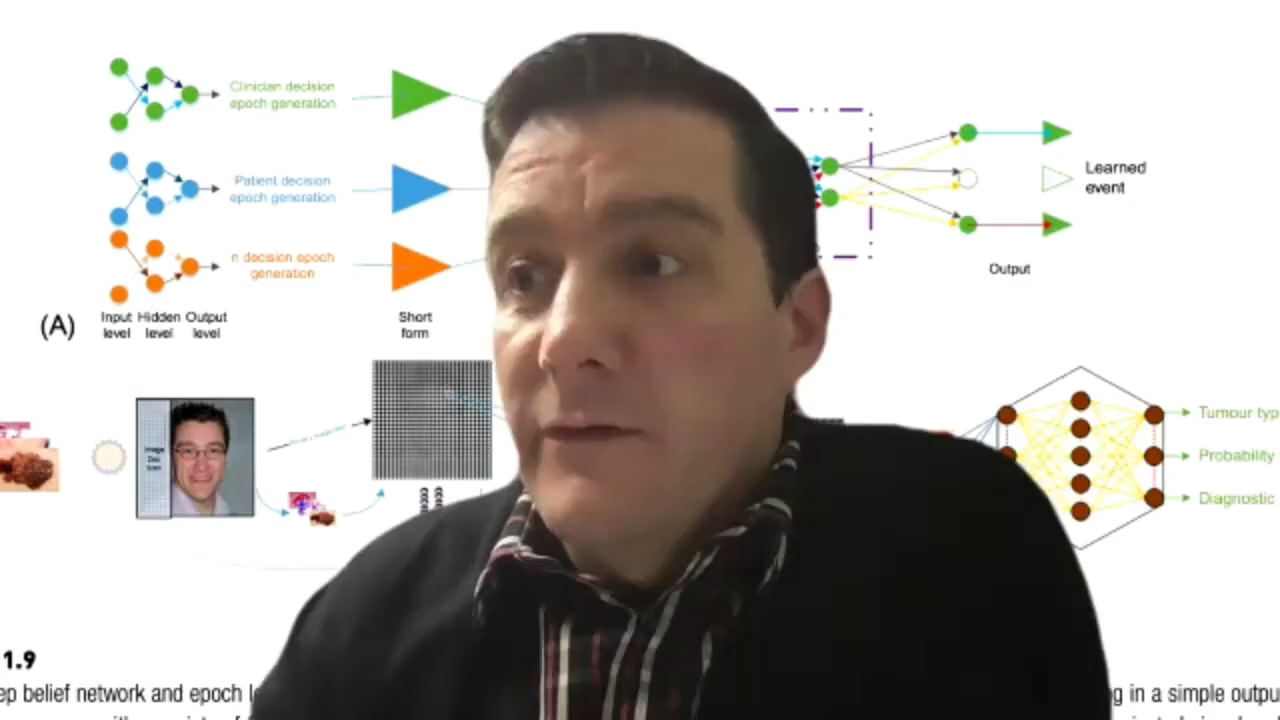 Clinician decision
epoch generation
Patient decision
epoch generation
n decision epoch
generation
Learned
event
Output
(A)
Input Hidden Output
level level level
Short
form
Tumour typ
Probability
Diagnostic
1.9
ep belief network and epoch l
g in a simple outpu